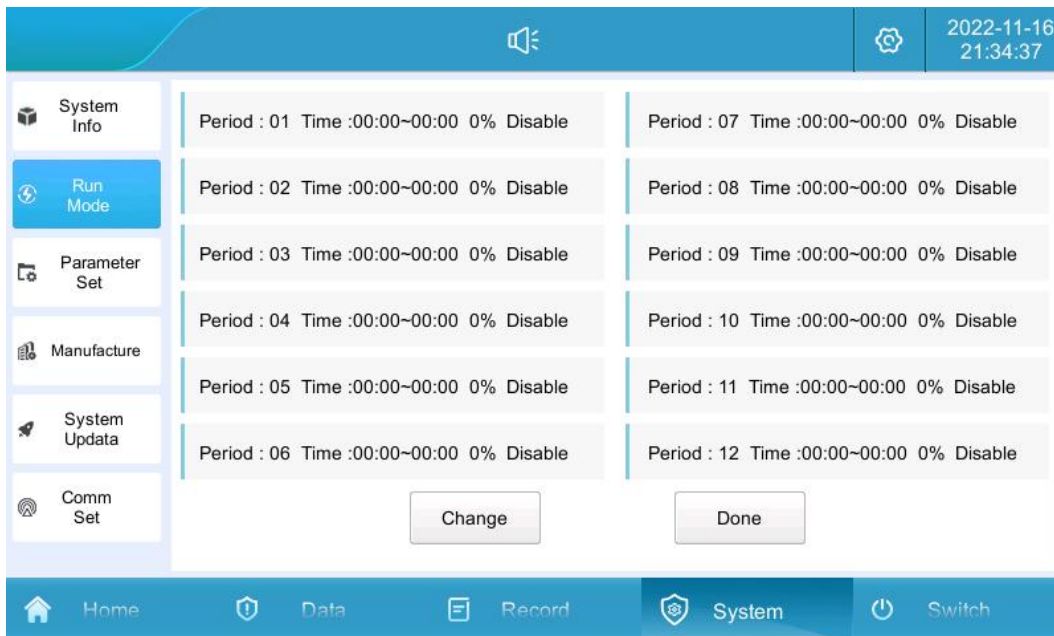 2022-11-16
21:34:37
System
Info
Run
Mode
Parameter
Set
Manufacture
System
Updata
Comm
Set
Period : 01 Time :00:00~00:00 0% Disable
Period : 02 Time :00:00~00:00 0% Disable
Period : 03 Time :00:00~00:00 0% Disable
Period : 04 Time :00:00~00:00 0% Disable
Period : 05 Time :00:00~00:00 0% Disable
Period : 06 Time :00:00~00:00 0% Disable
Period : 07 Time :00:00~00:00 0% Disable
Period : 08 Time :00:00~00:00 0% Disable
Period : 09 Time :00:00~00:00 0% Disable
Period : 10 Time :00:00~00:00 0% Disable
Period : 11 Time :00:00~00:00 0% Disable
Period : 12 Time :00:00~00:00 0% Disable
Change
Done
Home
Data
Record
System
Switch